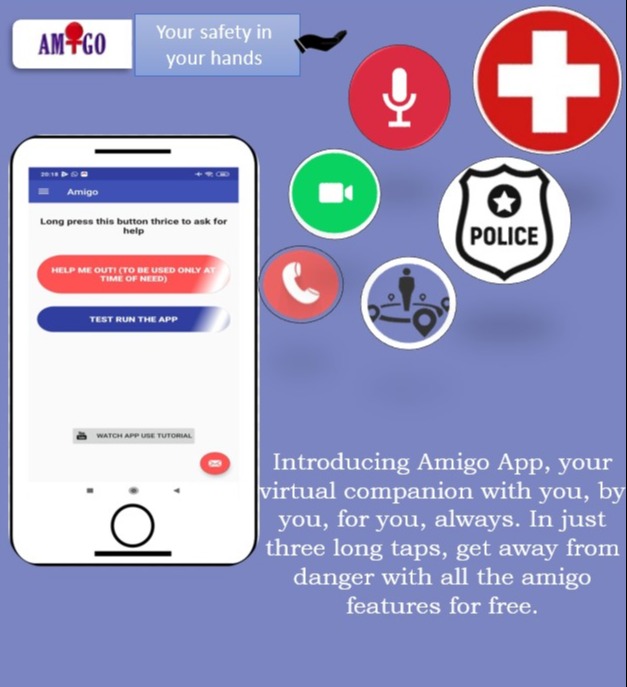 AMIGO
Your safety in
your hands
20:18
Amigo
Long press this button thrice to ask for
help
HELP ME OUT! (TO BE USED ONLY AT
TIME OF NEED)
TEST RUN THE APP
WATCH APP USE TUTORIAL
POLICE
Introducing Amigo App, your
virtual companion with you, by
you, for you, always. In just
three long taps, get away from
danger with all the amigo
features for free.